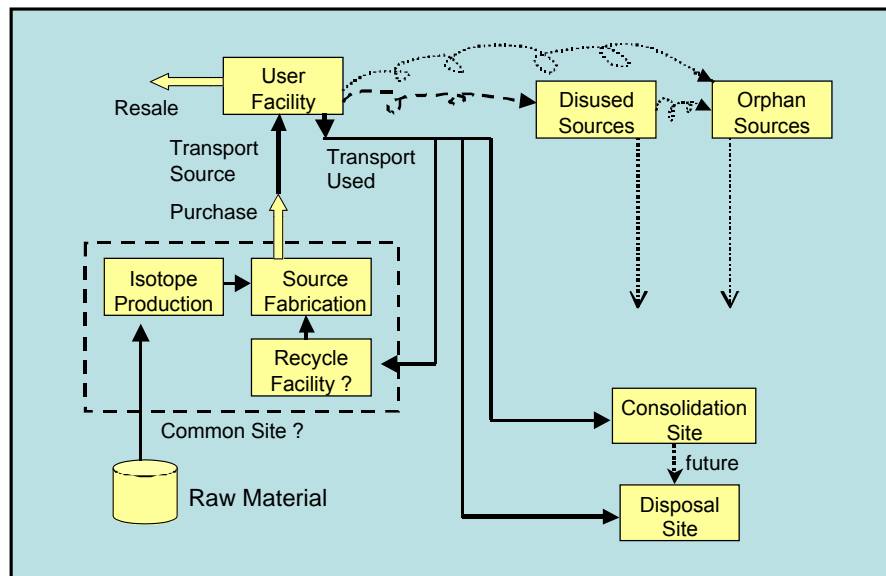 User
Facility
Resale
Disused
Sources
Orphan
Sources
Transport
Source
Transport
Used
Purchase
Isotope
Production
Source
Fabrication
Recycle
Facility ?
Common Site ?
Consolidation
Site
future
Raw Material
Disposal
Site